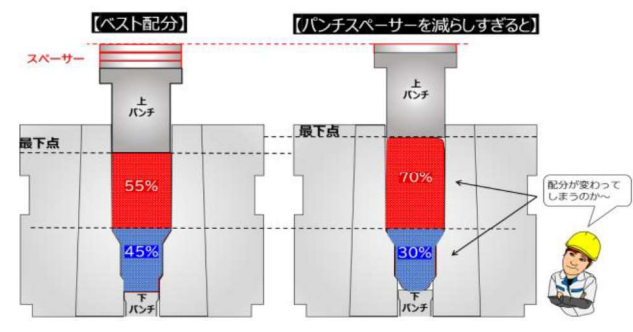 【ベスト配分】
【パンチスペーサーを減らしすぎると】
スペーサー
上
パンチ
上
パンチ
最下点
最下点
55%
70%
配分が変わって
しまうのか～
45%
30%
下
パンチ
下
パンチ